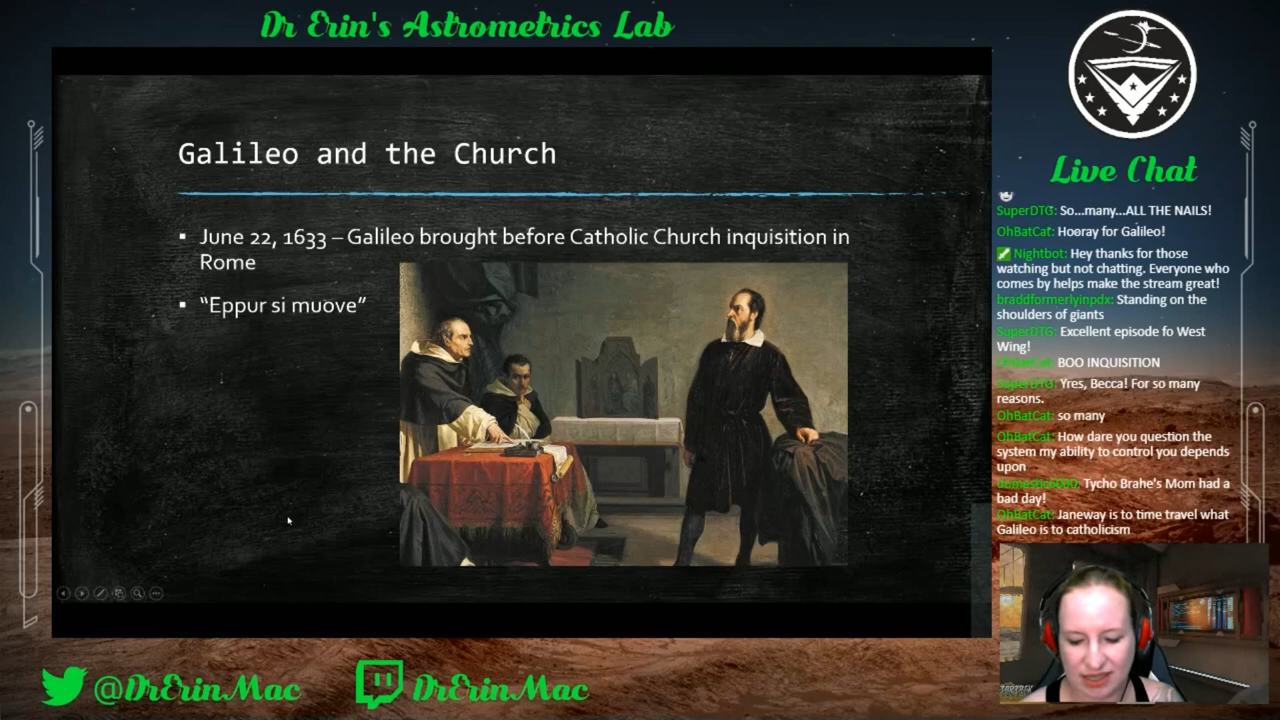 Dr Erin's Astrometrics Lab
Galileo and the Church
▪ June 22, 1633 – Galileo brought before Catholic Church inquisition in
Rome
▪ “Eppur si muove”
Live Chat
SuperDTG: So...many...ALL THE NAILS!
OhBatCat: Hooray for Galileo!
Nightbot: Hey thanks for those
watching but not chatting. Everyone who
comes by helps make the stream great!
braddformerlyinpdx: Standing on the
shoulders of giants
SuperDTG: Excellent episode fo West
Wing!
OhBatCat: BOO INQUISITION
SuperDTG: Yres, Becca! For so many
reasons.
OhBatCat: so many
OhBatCat: How dare you question the
system my ability to control you depends
upon
Tycho Brahe's Mom had a
bad day!
OhBatCat: Janeway is to time travel what
Galileo is to catholicism
@DrErinMac
DrErinMac